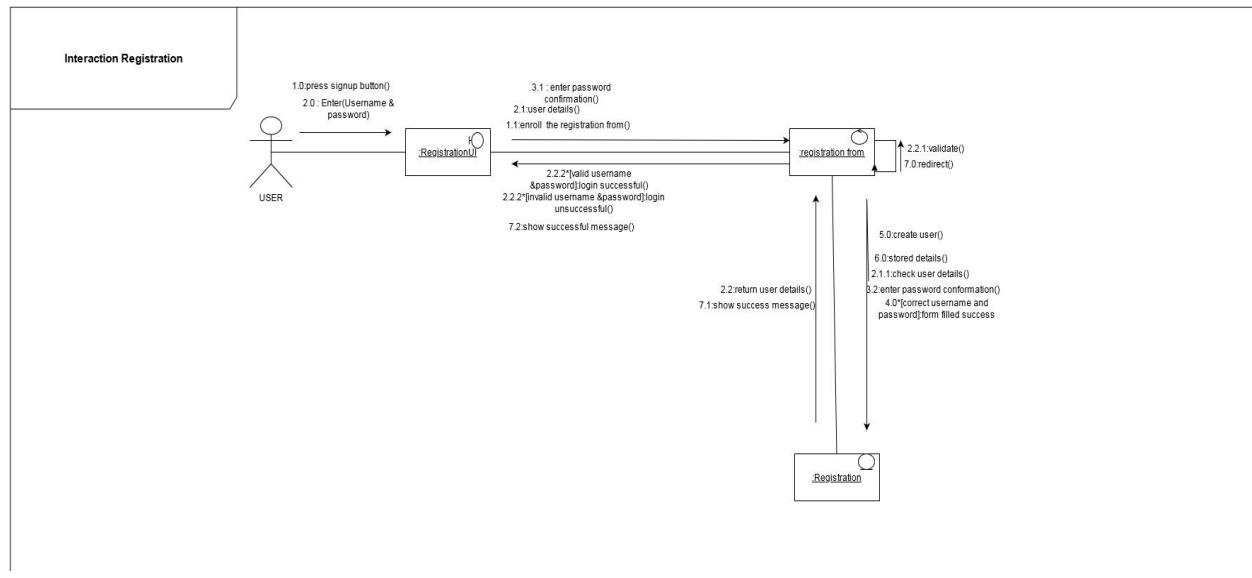 Interaction Registration
1.0:press signup button()
2.0 : Enter(Username &
password)
USER
:RegistrationUI
3.1 : enter password
confirmation()
2.1:user details()
1.1:enroll the registration from()
2.2.2*[valid username
&password]:login successful()
2.2.2*[invalid username &password]:login
unsuccessful()
7.2:show successful message()
:registration from
2.2.1:validate()
7.0:redirect()
5.0:create user()
6.0:stored details()
2.1.1:check user details()
3.2:enter password conformation()
4.0*[correct username and
password]:form filled success
2.2:return user details()
7.1:show success message()
:Registration